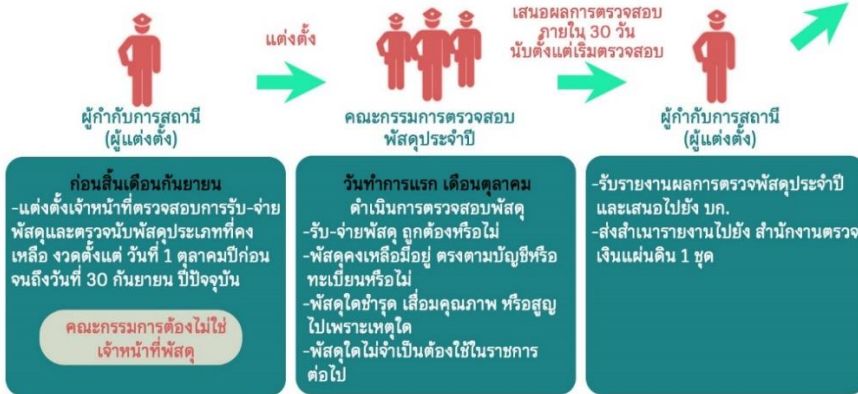 แต่งตั้ง
เสนอผลการตรวจสอบ
ภายใน 30 วัน
นับตั้งแต่เริ่มตรวจสอบ
ผู้กำกับการสถานี
(ผู้แต่งตั้ง)
คณะกรรมการตรวจสอบ
พัสดุประจำปี
ผู้กำกับการสถานี
(ผู้แต่งตั้ง)
ก่อนสิ้นเดือนกันยายน
-แต่งตั้งเจ้าหน้าที่ตรวจสอบการรับ-จ่าย
พัสดุและตรวจนับพัสดุประเภทที่คง
เหลือ งวดตั้งแต่ วันที่ 1 ตุลาคมปีก่อน
จนถึงวันที่ 30 กันยายน ปีปัจจุบัน
คณะกรรมการต้องไม่ใช่
เจ้าหน้าที่พัสดุ
วันทำการแรก เดือนตุลาคม
ดำเนินการตรวจสอบพัสดุ
-รับ-จ่ายพัสดุ ถูกต้องหรือไม่
-พัสดุคงเหลือมีอยู่ ตรงตามบัญชีหรือ
ทะเบียนหรือไม่
-พัสดุใดชำรุด เสื่อมคุณภาพ หรือสูญ
ไปเพราะเหตุใด
-พัสดุใดไม่จำเป็นต้องใช้ในราชการ
ต่อไป
-รับรายงานผลการตรวจพัสดุประจำปี
และเสนอไปยัง บก.
-ส่งสำเนารายงานไปยัง สำนักงานตรวจ
เงินแผ่นดิน 1 ชุด